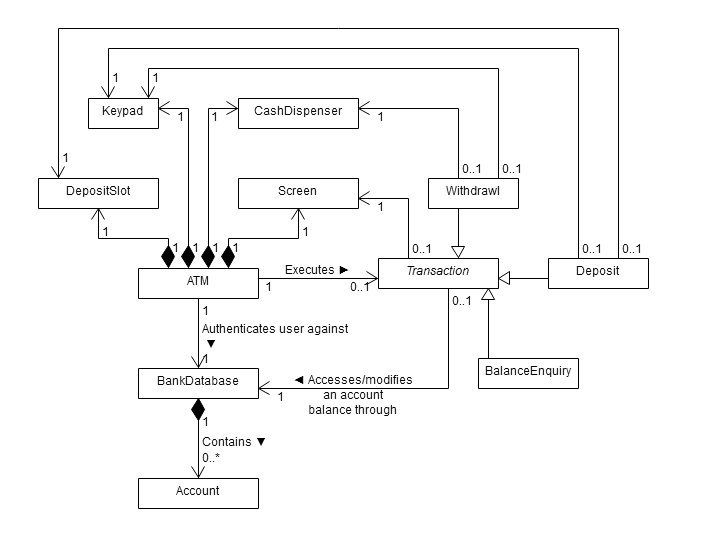 1
1
Keypad
1
CashDispenser
1
1
1
1
0..1
0..1
DepositSlot
Screen
Withdrawl
1
1
1
1
1
1
1
0..1
0..1
0..1
ATM
Executes ►
1
0..1
Transaction
0..1
Deposit
1
Authenticates user against
▼
1
BankDatabase
◄ Accesses/modifies
an account
balance through
1
BalanceEnquiry
1
Contains ▼
0..*
Account